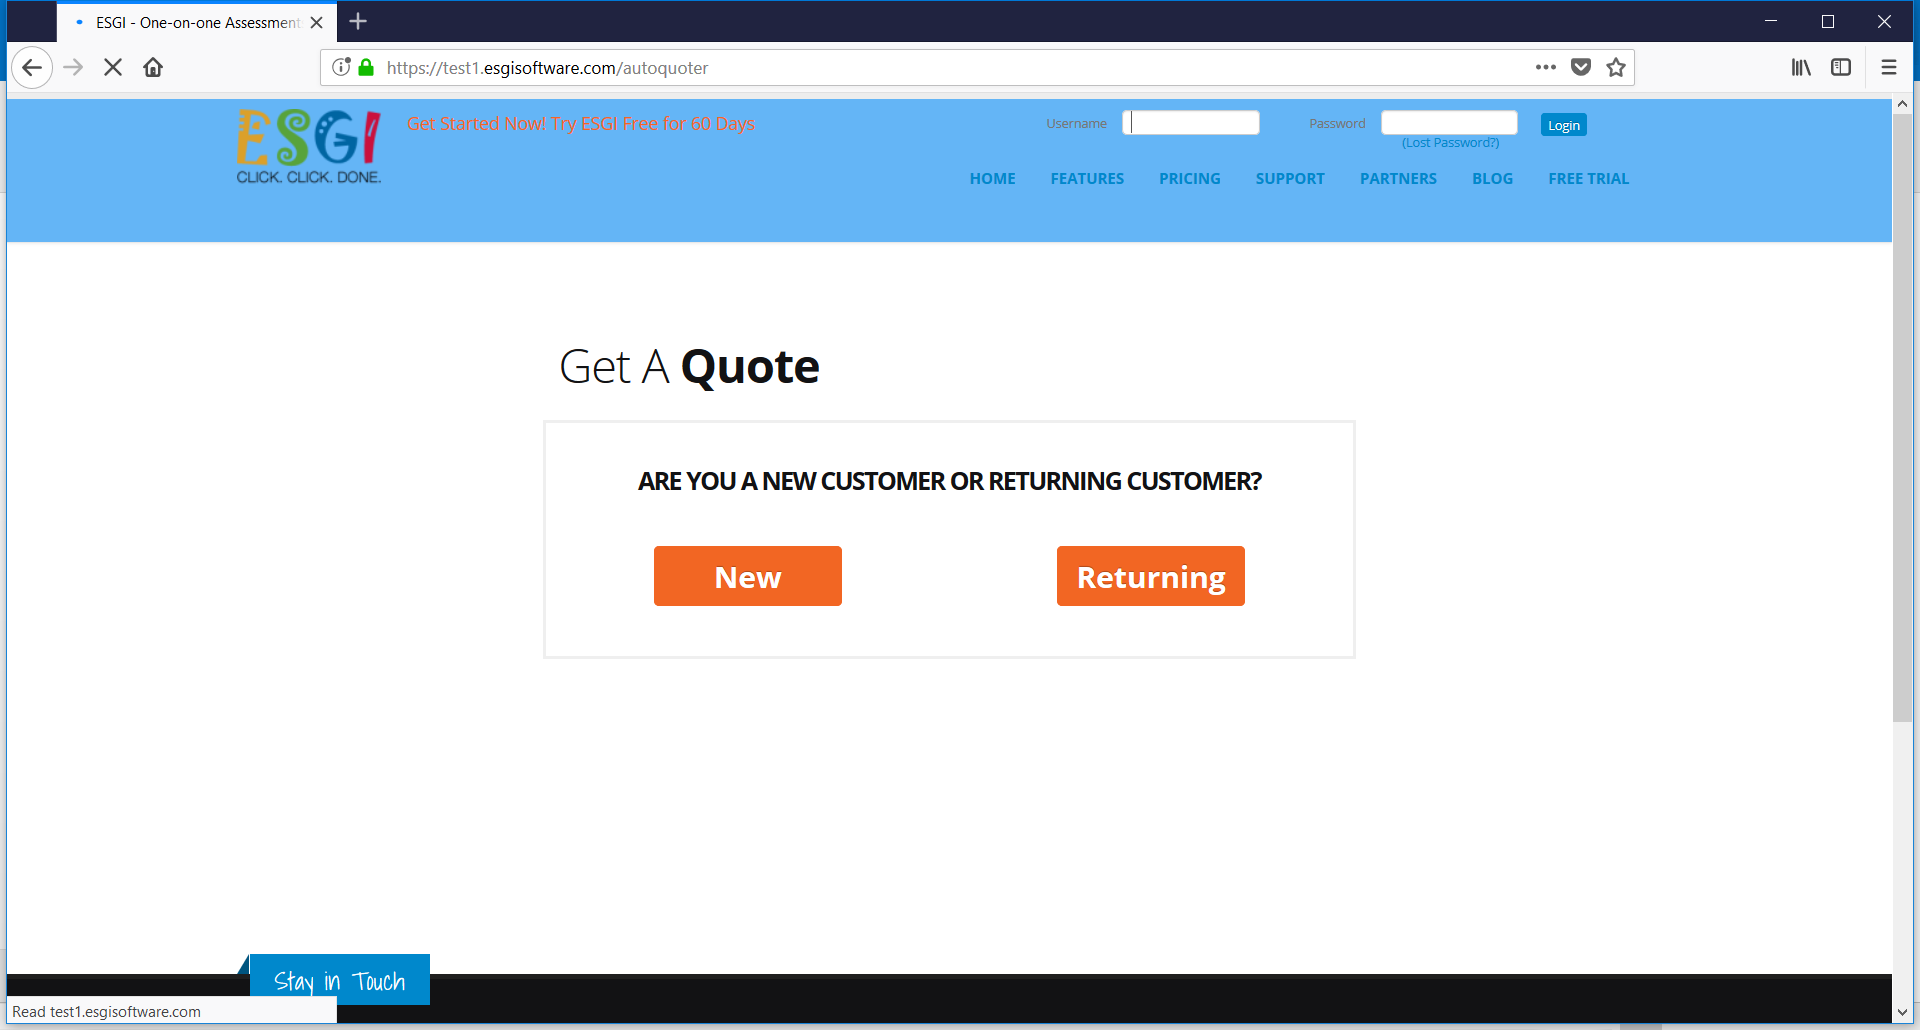 ESGI - One-on-one Assessment
https://test1.esgisoftware.com/autoquoter
ESGI
CLICK. CLICK. DONE.
Get Started Now! Try ESGI Free for 60 Days
Username
Password
Login
(Lost Password?)
HOME FEATURES PRICING SUPPORT PARTNERS BLOG FREE TRIAL
Get A Quote
ARE YOU A NEW CUSTOMER OR RETURNING CUSTOMER?
New
Returning
Stay in Touch
Read test1.esgisoftware.com